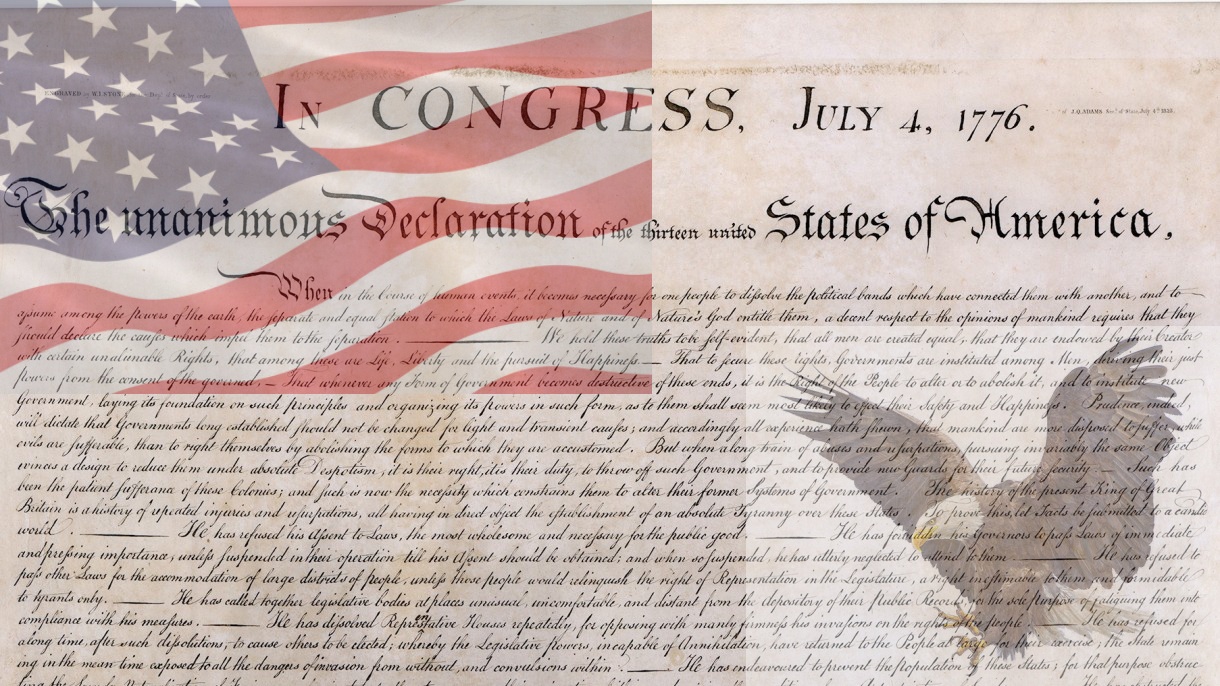 ENGRAVED by W.I.STONE
In CONGRESS, July 4, 1776.
J.Q.ADAMS
The unanimous Declaration of the thirteen united States of America,
When in the Course of human events, it becomes necessary for one people to dissolve the political bands which have connected them with another, and to
assume among the powers of the earth, the separate and equal station to which the Laws of Nature and of Nature's God entitle them, a decent respect to the opinions of mankind requires that they
should declare the causes which impel them to the separation. — We hold these truths to be self-evident, that all men are created equal, that they are endowed by their Creator
with certain unalienable Rights, that among these are Life, Liberty and the pursuit of Happiness. — That to secure these rights, Governments are instituted among Men, deriving their just
powers from the consent of the governed, — That whenever any Form of Government becomes destructive of these ends, it is the Right of the People to alter or to abolish it, and to institute new
Government, laying its foundation on such principles and organizing its powers in such form, as to them shall seem most likely to effect their Safety and Happiness. Prudence, indeed,
will dictate that Governments long established should not be changed for light and transient causes; and accordingly all experience hath shewn, that mankind are more disposed to suffer, while
evils are sufferable, than to right themselves by abolishing the forms to which they are accustomed. But when a long train of abuses and usurpations, pursuing invariably the same Object
evinces a design to reduce them under absolute Despotism, it is their right, it is their duty, to throw off such Government, and to provide new Guards for their future security. — Such has
been the patient sufferance of these Colonies; and such is now the necessity which constrains them to alter their former Systems of Government. The history of the present King of Great
Britain is a history of repeated injuries and usurpations, all having in direct object the establishment of an absolute Tyranny over these States. To prove this, let Facts be submitted to a candid
world. — He has refused his Assent to Laws, the most wholesome and necessary for the public good. — He has forbidden his Governors to pass Laws of immediate
and pressing importance, unless suspended in their operation till his Assent should be obtained; and when so suspended, he has utterly neglected to attend to them. — He has refused to
pass other Laws for the accommodation of large districts of people, unless those people would relinquish the right of Representation in the Legislature, a right inestimable to them and formidable
to tyrants only. — He has called together legislative bodies at places unusual, uncomfortable, and distant from the depository of their Public Records, for the sole purpose of fatiguing them into
compliance with his measures. — He has dissolved Representative Houses repeatedly, for opposing with manly firmness his invasions on the rights of the people. — He has refused for
a long time, after such dissolutions, to cause others to be elected; whereby the Legislative powers, incapable of Annihilation, have returned to the People at large for their exercise; the State remain
ing in the mean time exposed to all the dangers of invasion from without, and convulsions within. — He has endeavoured to prevent the population of these States; for that purpose obstruc